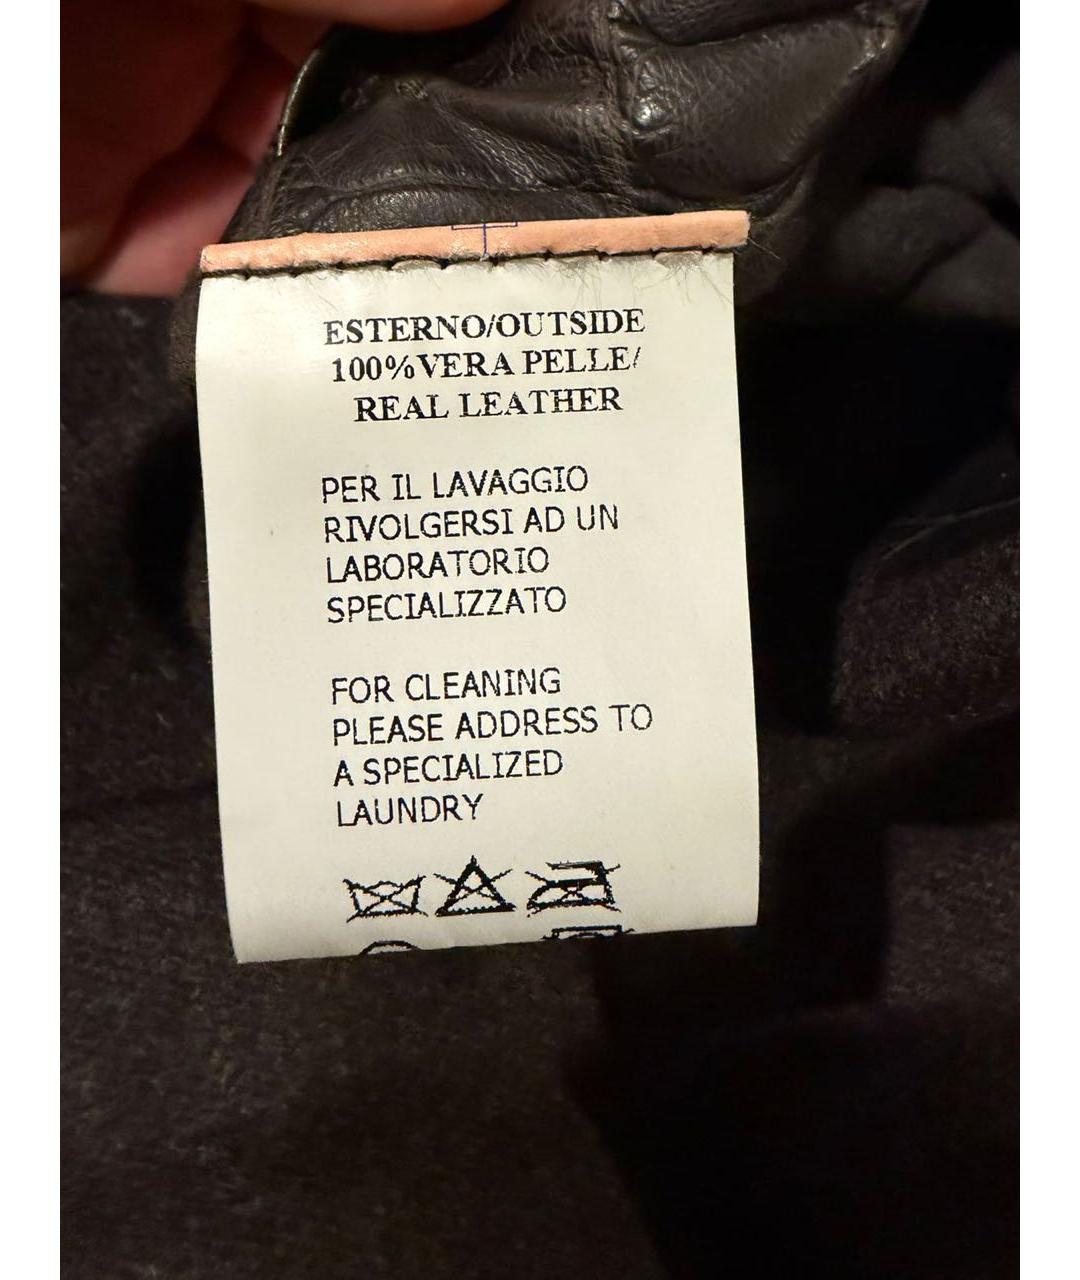 ESTERNO/OUTSIDE
100%VERA PELLE/
REAL LEATHER
PER IL LAVAGGIO
RIVOLGERSI AD UN
LABORATORIO
SPECIALIZZATO
FOR CLEANING
PLEASE ADDRESS TO
A SPECIALIZED
LAUNDRY